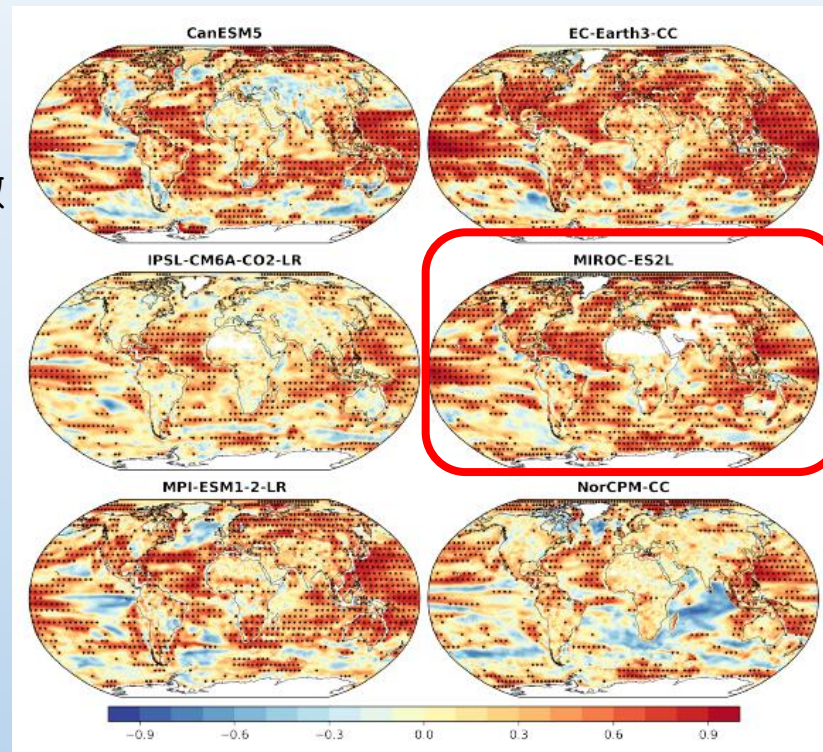 CanESM5
EC-Earth3-CC
IPSL-CM6A-CO2-LR
MIROC-ES2L
MPI-ESM1-2-LR
NorCPM-CC
−0.9 −0.6 −0.3 0.0 0.3 0.6 0.9